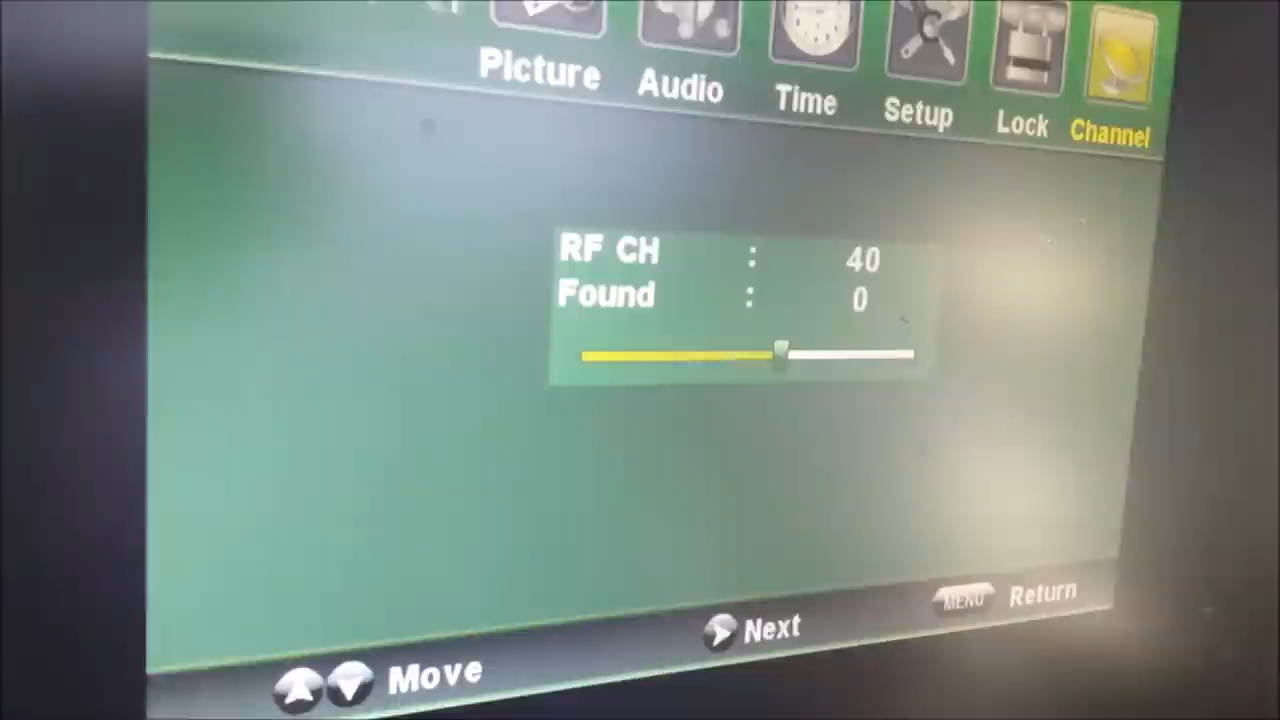 Picture Audio Time Setup Lock Channel
RF CH : 40
Found : 0
Move Next MENU Return